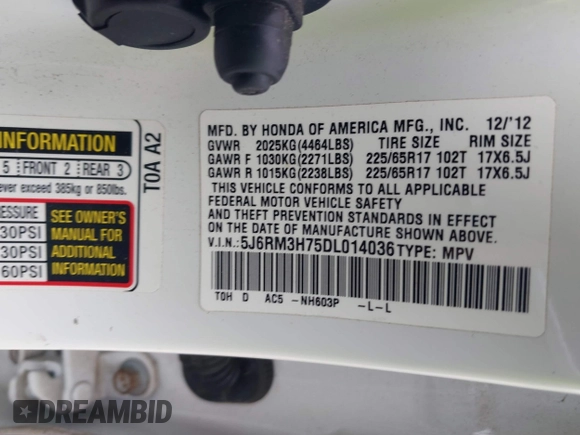 INFORMATION
5 FRONT 2 REAR 3
ever exceed 385kg or 850lbs.
ESSURE
30PSI
30PSI
60PSI
SEE OWNER'S
MANUAL FOR
ADDITIONAL
INFORMATION
T0A A2
MFD. BY HONDA OF AMERICA MFG., INC. 12/'12
GVWR 2025KG(4464LBS) TIRE SIZE RIM SIZE
GAWR F 1030KG(2271LBS) 225/65R17 102T 17X6.5J
GAWR R 1015KG(2238LBS) 225/65R17 102T 17X6.5J
THIS VEHICLE CONFORMS TO ALL APPLICABLE
FEDERAL MOTOR VEHICLE SAFETY
AND THEFT PREVENTION STANDARDS IN EFFECT
ON THE DATE OF MANUFACTURE SHOWN ABOVE.
V.I.N.: 5J6RM3H75DL014036 TYPE: MPV
T0H D AC5 -NH603P -L-L
DREAMBID